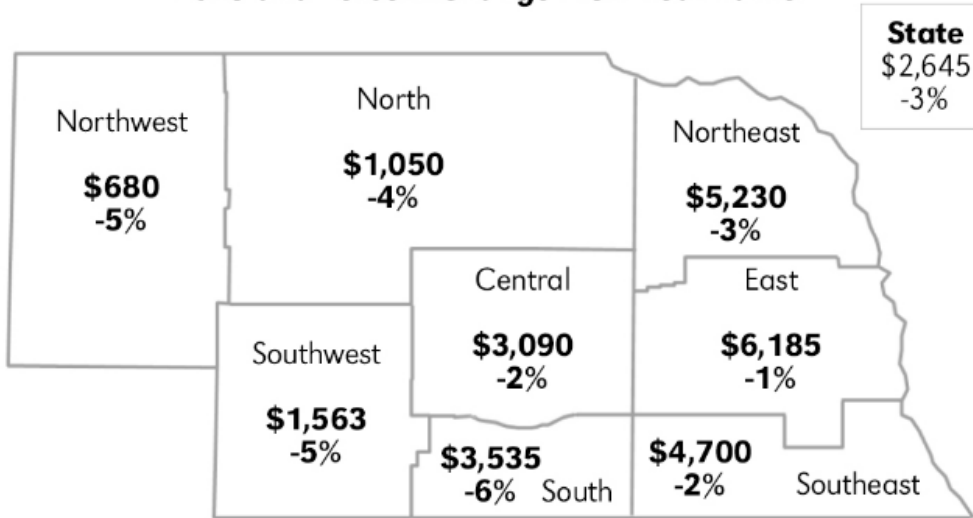 State
$2,645
-3%
North
$1,050
-4%
Northwest
$680
-5%
Northeast
$5,230
-3%
Central
$3,090
-2%
East
$6,185
-1%
Southwest
$1,563
-5%
$3,535
-6% South
$4,700
-2% Southeast